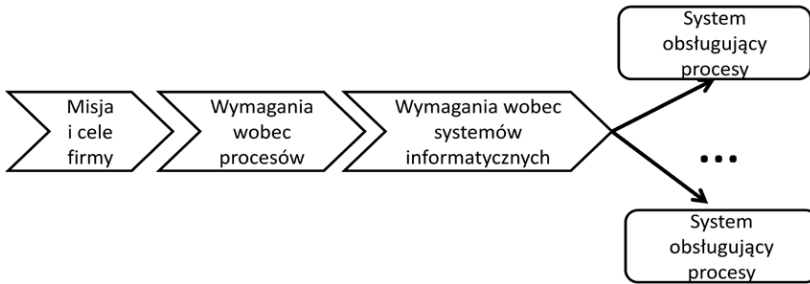 System
obsługujący
procesy
Misja
i cele
firmy
Wymagania
wobec
procesów
Wymagania wobec
systemów
informatycznych
...
System
obsługujący
procesy